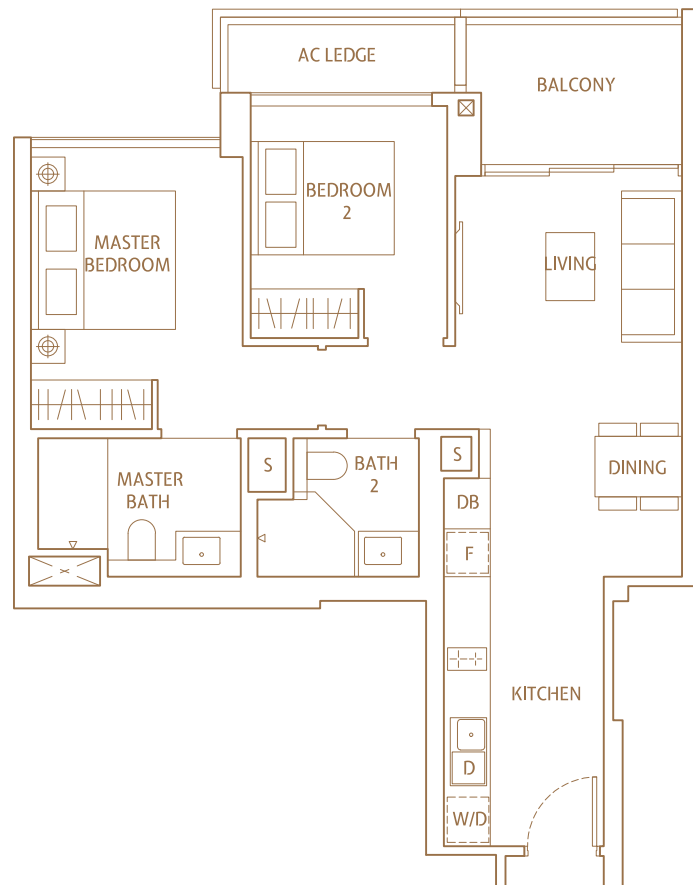 AC LEDGE
BALCONY
BEDROOM
2
MASTER
BEDROOM
LIVING
S
BATH
2
S
MASTER
BATH
DINING
DB
F
KITCHEN
D
W/D